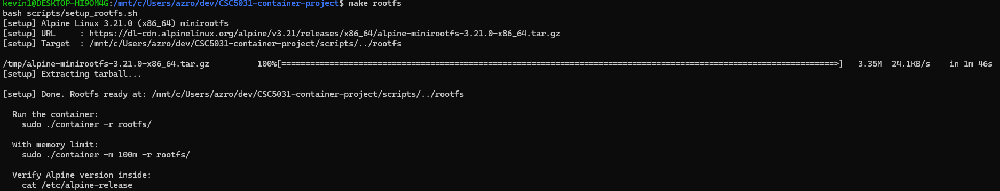 kevin1@DESKTOP-HI9OM4G:/mnt/c/Users/azro/dev/CSC5031-container-project$ make rootfs
bash scripts/setup_rootfs.sh
[setup] Alpine Linux 3.21.0 (x86_64) minirootfs
[setup] URL     : https://dl-cdn.alpinelinux.org/alpine/v3.21/releases/x86_64/alpine-minirootfs-3.21.0-x86_64.tar.gz
[setup] Target  : /mnt/c/Users/azro/dev/CSC5031-container-project/scripts/../rootfs
/tmp/alpine-minirootfs-3.21.0-x86_64.tar.gz          100%[===================================================================================================================>]   3.35M  24.1KB/s    in 1m 46s
[setup] Extracting tarball...
[setup] Done. Rootfs ready at: /mnt/c/Users/azro/dev/CSC5031-container-project/scripts/../rootfs
  Run the container:
    sudo ./container -r rootfs/
  With memory limit:
    sudo ./container -m 100m -r rootfs/
  Verify Alpine version inside:
    cat /etc/alpine-release